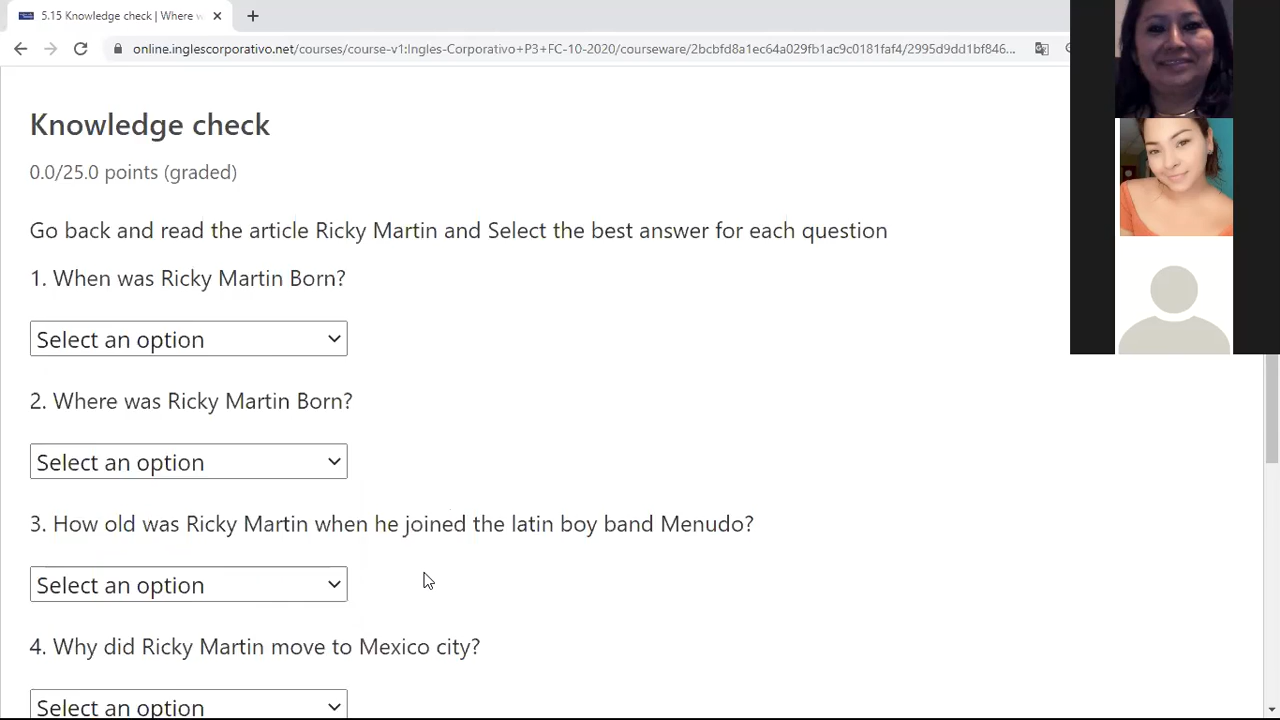 5.15 Knowledge check | Where w
online.inglescorporativo.net/courses/course-v1:Ingles-Corporativo+P3+FC-10-2020/courseware/2bcbfd8a1ec64a029fb1ac9c0181faf4/2995d9dd1bf846...
Knowledge check
0.0/25.0 points (graded)
Go back and read the article Ricky Martin and Select the best answer for each question
1. When was Ricky Martin Born?
Select an option
2. Where was Ricky Martin Born?
Select an option
3. How old was Ricky Martin when he joined the latin boy band Menudo?
Select an option
4. Why did Ricky Martin move to Mexico city?
Select an option